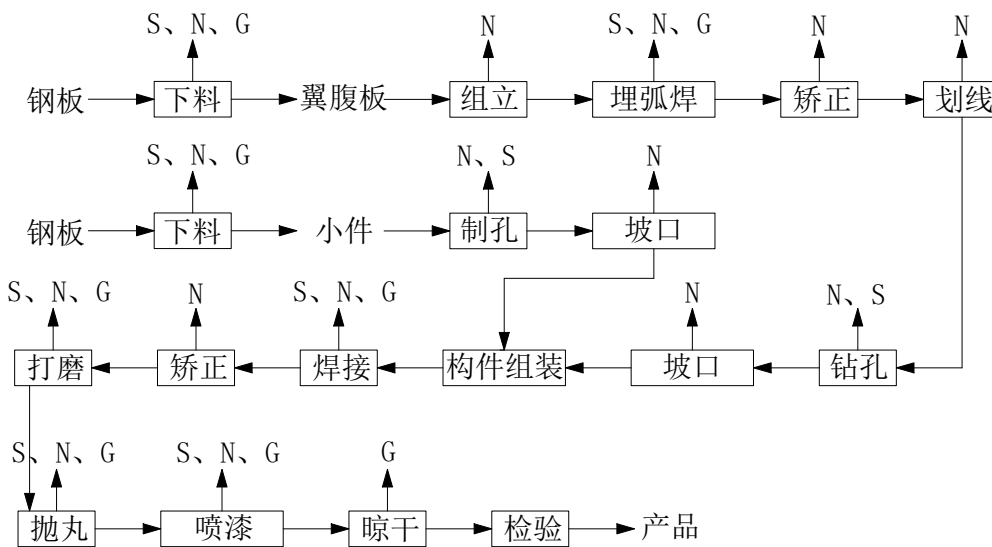 S、N、G N S、N、G N N
钢板 下料 翼腹板 组立 埋弧焊 矫正 划线
S、N、G N、S N
钢板 下料 小件 制孔 坡口
S、N、G N S、N、G N N、S
打磨 矫正 焊接 构件组装 坡口 钻孔
S、N、G S、N、G G
抛丸 喷漆 晾干 检验 产品